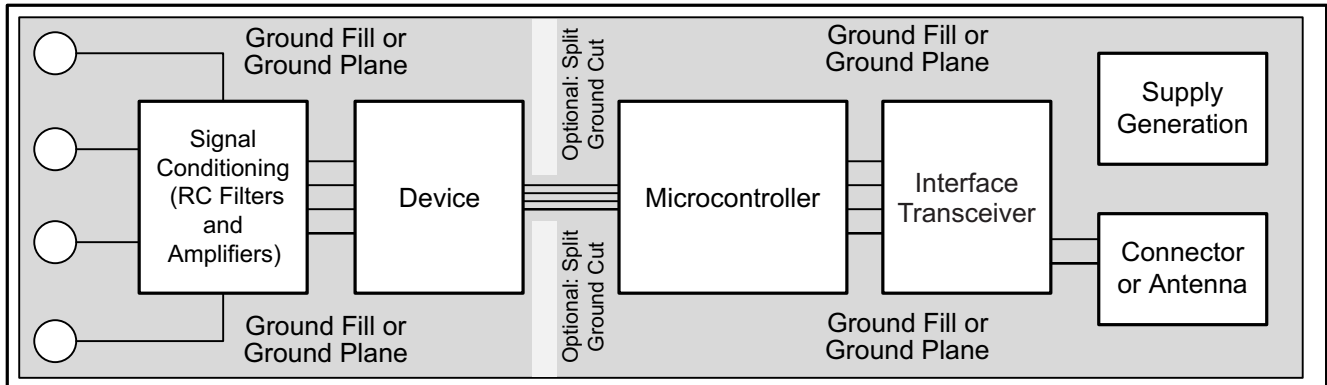 Ground Fill or
Ground Plane
Optional: Split
Ground Cut
Ground Fill or
Ground Plane
Signal
Conditioning
(RC Filters
and
Amplifiers)
Device
Microcontroller
Interface
Transceiver
Supply
Generation
Connector
or Antenna
Ground Fill or
Ground Plane
Optional: Split
Ground Cut
Ground Fill or
Ground Plane